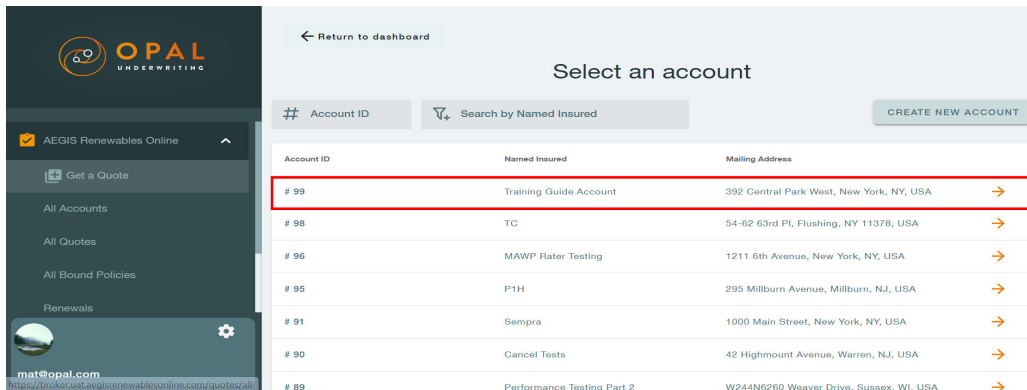 OPAL
UNDERWRITING
AEGIS Renewables Online
Get a Quote
All Accounts
All Quotes
All Bound Policies
Renewals
mat@opal.com
https://broker.uat.aegisrenewablesonline.com/quotes/all
Return to dashboard
Select an account
# Account ID Search by Named Insured CREATE NEW ACCOUNT
Account ID Named Insured Mailing Address
# 99 Training Guide Account 392 Central Park West, New York, NY, USA
# 98 TC 54-62 63rd Pl, Flushing, NY 11378, USA
# 96 MAWP Rater Testing 1211 6th Avenue, New York, NY, USA
# 95 P1H 295 Millburn Avenue, Millburn, NJ, USA
# 91 Sempra 1000 Main Street, New York, NY, USA
# 90 Cancel Tests 42 Highmount Avenue, Warren, NJ, USA
# 89 Performance Testing Part 2 W244N6260 Weaver Drive, Sussex, WI, USA